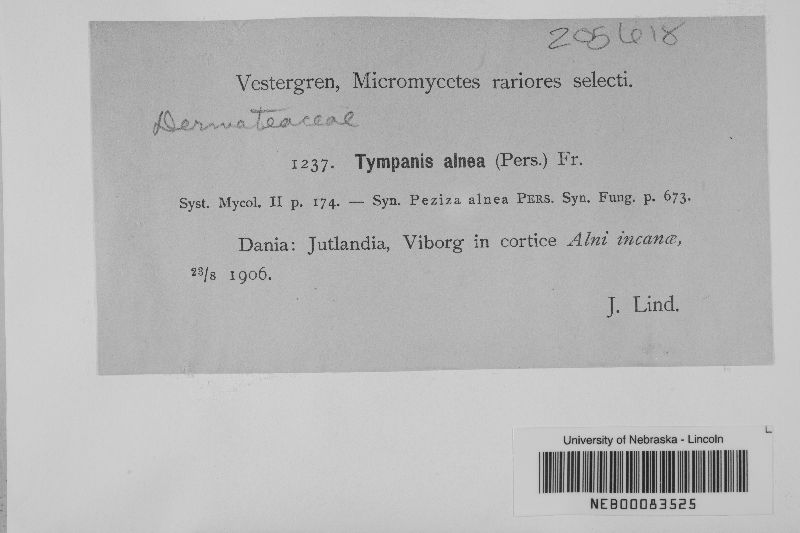 205618
Vestergren, Micromycetes rariores selecti.
Dermateaceae
1237. Tympanis alnea (Pers.) Fr.
Syst. Mycol. II p. 174. — Syn. Peziza alnea PERS. Syn. Fung. p. 673.
Dania: Jutlandia, Viborg in cortice Alni incanæ,
23/8 1906.
J. Lind.
University of Nebraska - Lincoln
NEB00083525